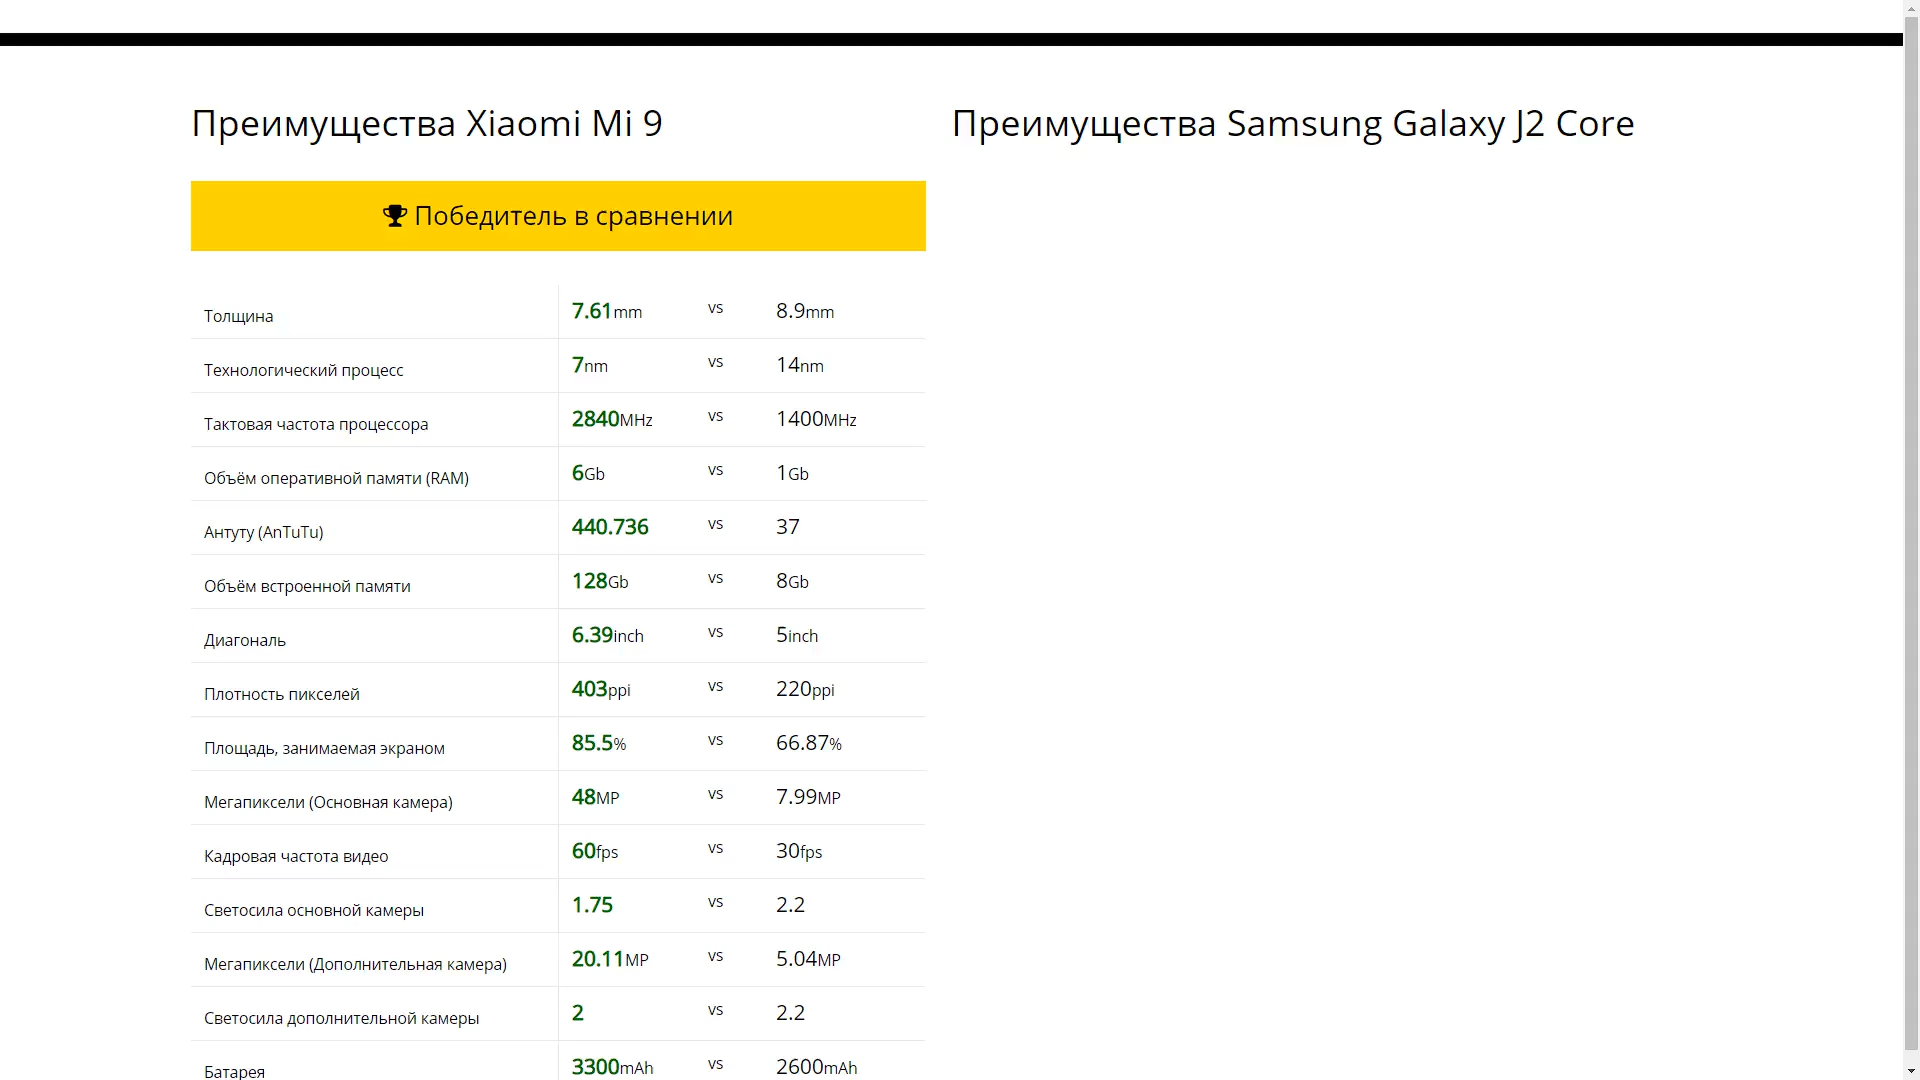 Преимущества Xiaomi Mi 9
Победитель в сравнении
Толщина 7.61mm vs 8.9mm
Технологический процесс 7nm vs 14nm
Тактовая частота процессора 2840MHz vs 1400MHz
Объём оперативной памяти (RAM) 6Gb vs 1Gb
Антуту (AnTuTu) 440.736 vs 37
Объём встроенной памяти 128Gb vs 8Gb
Диагональ 6.39inch vs 5inch
Плотность пикселей 403ppi vs 220ppi
Площадь, занимаемая экраном 85.5% vs 66.87%
Мегапиксели (Основная камера) 48MP vs 7.99MP
Кадровая частота видео 60fps vs 30fps
Светосила основной камеры 1.75 vs 2.2
Мегапиксели (Дополнительная камера) 20.11MP vs 5.04MP
Светосила дополнительной камеры 2 vs 2.2
Батарея 3300mAh vs 2600mAh
Преимущества Samsung Galaxy J2 Core